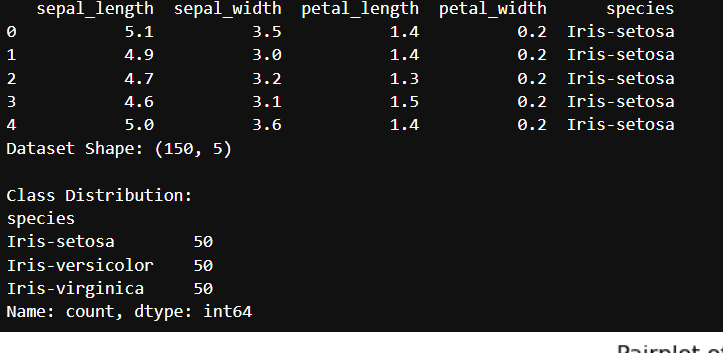 sepal_length sepal_width petal_length petal_width species
0 5.1 3.5 1.4 0.2 Iris-setosa
1 4.9 3.0 1.4 0.2 Iris-setosa
2 4.7 3.2 1.3 0.2 Iris-setosa
3 4.6 3.1 1.5 0.2 Iris-setosa
4 5.0 3.6 1.4 0.2 Iris-setosa
Dataset Shape: (150, 5)
Class Distribution:
species
Iris-setosa 50
Iris-versicolor 50
Iris-virginica 50
Name: count, dtype: int64
Pairplot of